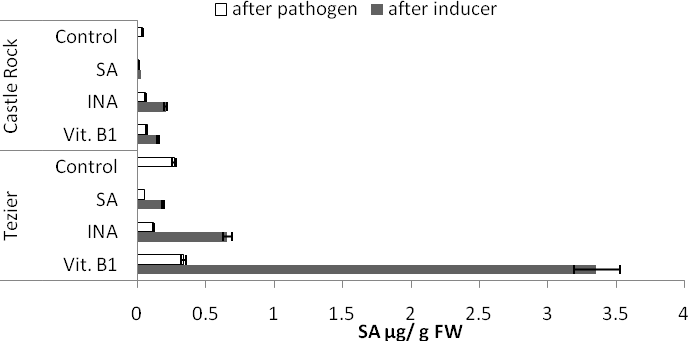 after pathogen after inducer
Castle Rock
Control
SA
INA
Vit. B1
Tezier
Control
SA
INA
Vit. B1
0 0.5 1 1.5 2 2.5 3 3.5 4
SA µg/ g FW